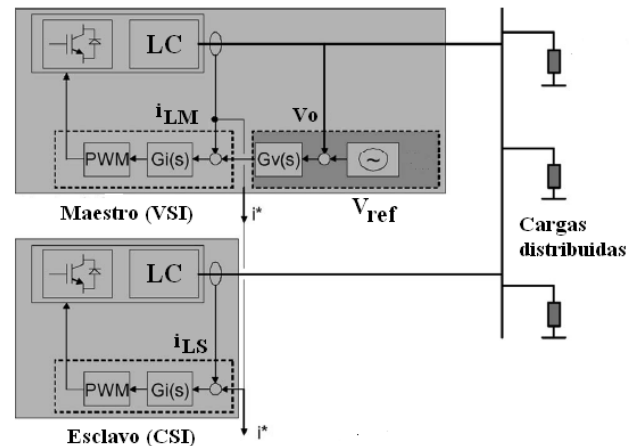 LC
iLM
Vo
PWM
Gi(s)
Gv(s)
~
Maestro (VSI)
i*
Vref
Cargas
distribuidas
LC
iLS
PWM
Gi(s)
Esclavo (CSI)
i*